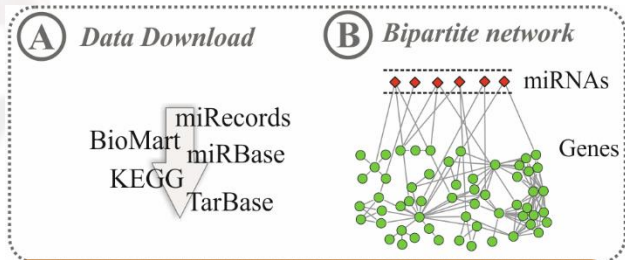 A Data Download
miRecords
BioMart
miRBase
KEGG
TarBase
B Bipartite network
miRNAs
Genes